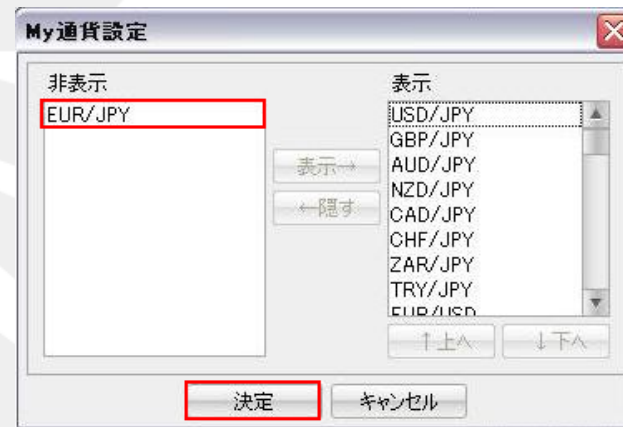 My通貨設定
非表示
EUR/JPY
表示→
←隠す
表示
USD/JPY
GBP/JPY
AUD/JPY
NZD/JPY
CAD/JPY
CHF/JPY
ZAR/JPY
TRY/JPY
EUR/USD
↑上へ
↓下へ
決定
キャンセル